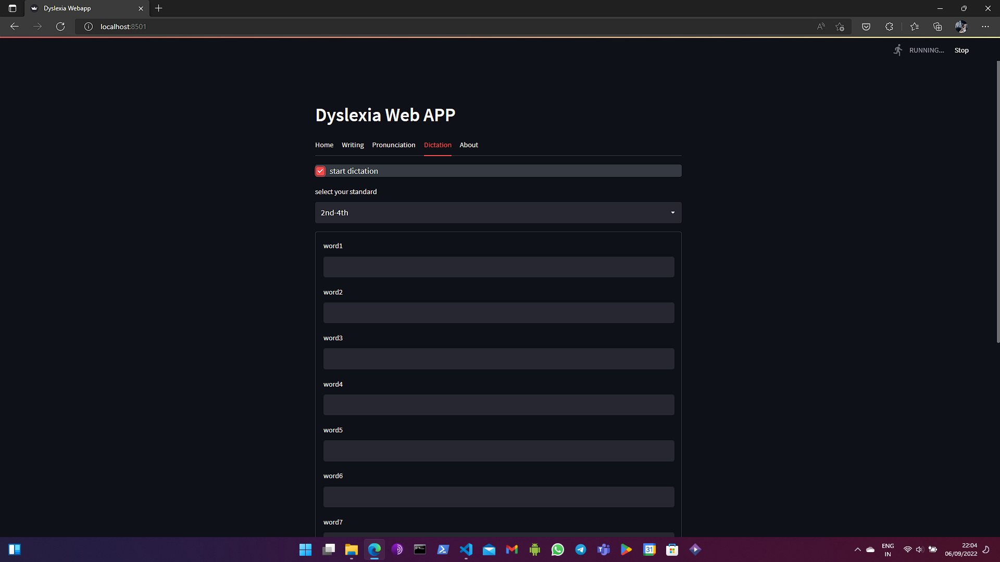 Dyslexia Webapp
localhost:8501
RUNNING... Stop
Dyslexia Web APP
Home Writing Pronunciation Dictation About
start dictation
select your standard
2nd-4th
word1
word2
word3
word4
word5
word6
word7
31
ENG
IN
22:04
06/09/2022